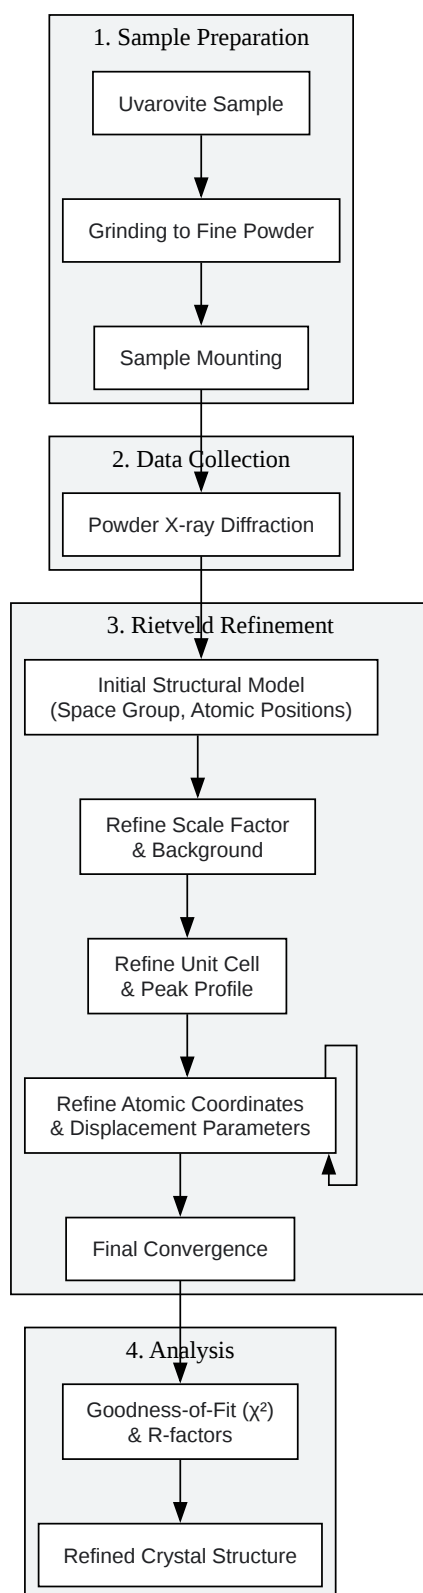 1. Sample Preparation
Uvarovite Sample
Grinding to Fine Powder
Sample Mounting
2. Data Collection
Powder X-ray Diffraction
3. Rietveld Refinement
Initial Structural Model
(Space Group, Atomic Positions)
Refine Scale Factor
& Background
Refine Unit Cell
& Peak Profile
Refine Atomic Coordinates
& Displacement Parameters
Final Convergence
4. Analysis
Goodness-of-Fit (χ²)
& R-factors
Refined Crystal Structure